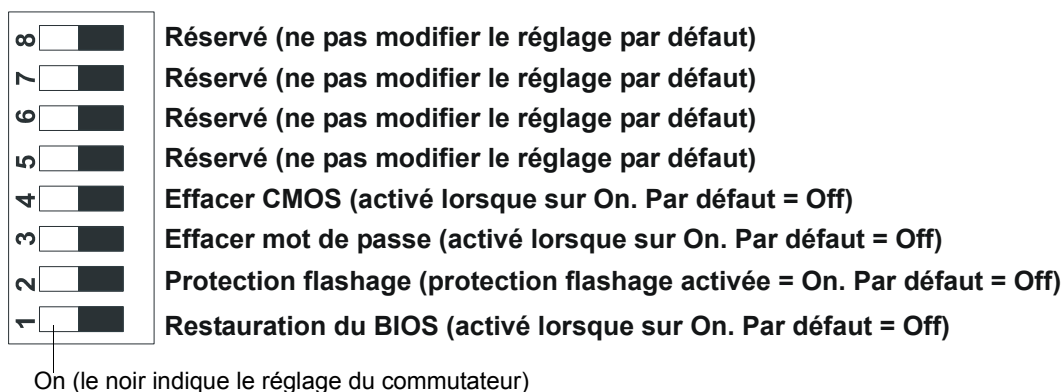 8 Réservé (ne pas modifier le réglage par défaut)
7 Réservé (ne pas modifier le réglage par défaut)
6 Réservé (ne pas modifier le réglage par défaut)
5 Réservé (ne pas modifier le réglage par défaut)
4 Effacer CMOS (activé lorsque sur On. Par défaut = Off)
3 Effacer mot de passe (activé lorsque sur On. Par défaut = Off)
2 Protection flashage (protection flashage activée = On. Par défaut = Off)
1 Restauration du BIOS (activé lorsque sur On. Par défaut = Off)
On (le noir indique le réglage du commutateur)